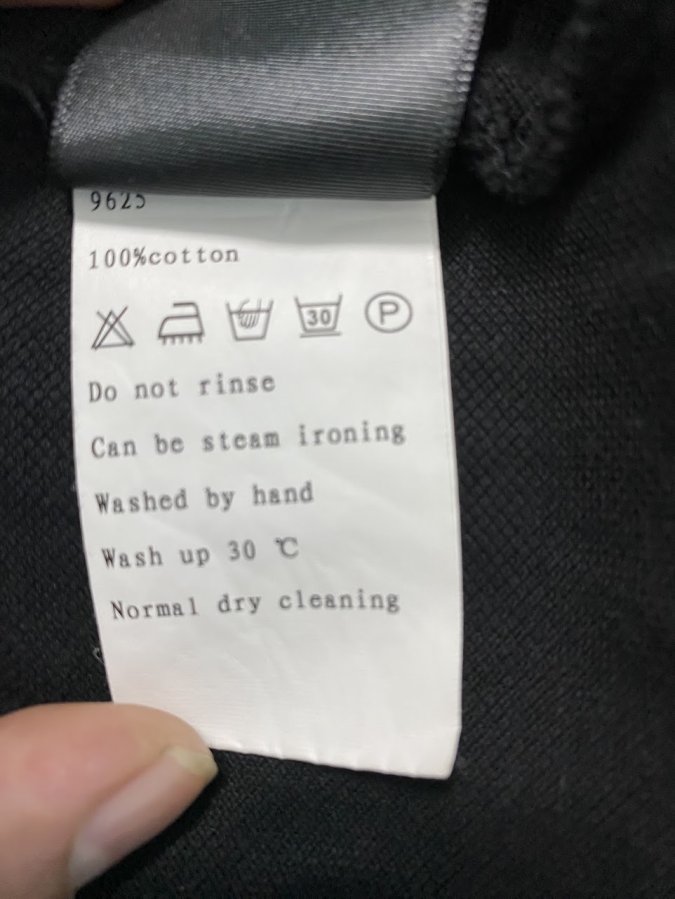 9625
100%cotton
30 P
Do not rinse
Can be steam ironing
Washed by hand
Wash up 30 ℃
Normal dry cleaning